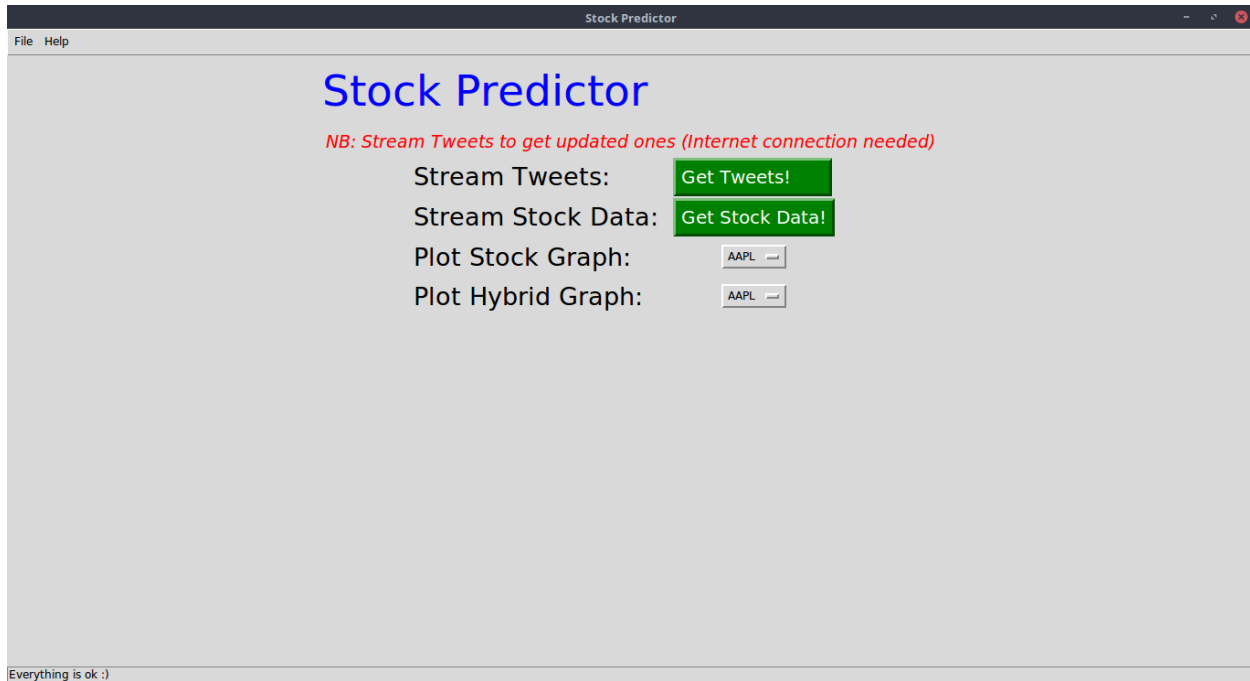 Stock Predictor
File Help
Stock Predictor
NB: Stream Tweets to get updated ones (Internet connection needed)
Stream Tweets: Get Tweets!
Stream Stock Data: Get Stock Data!
Plot Stock Graph: AAPL
Plot Hybrid Graph: AAPL
Everything is ok :)